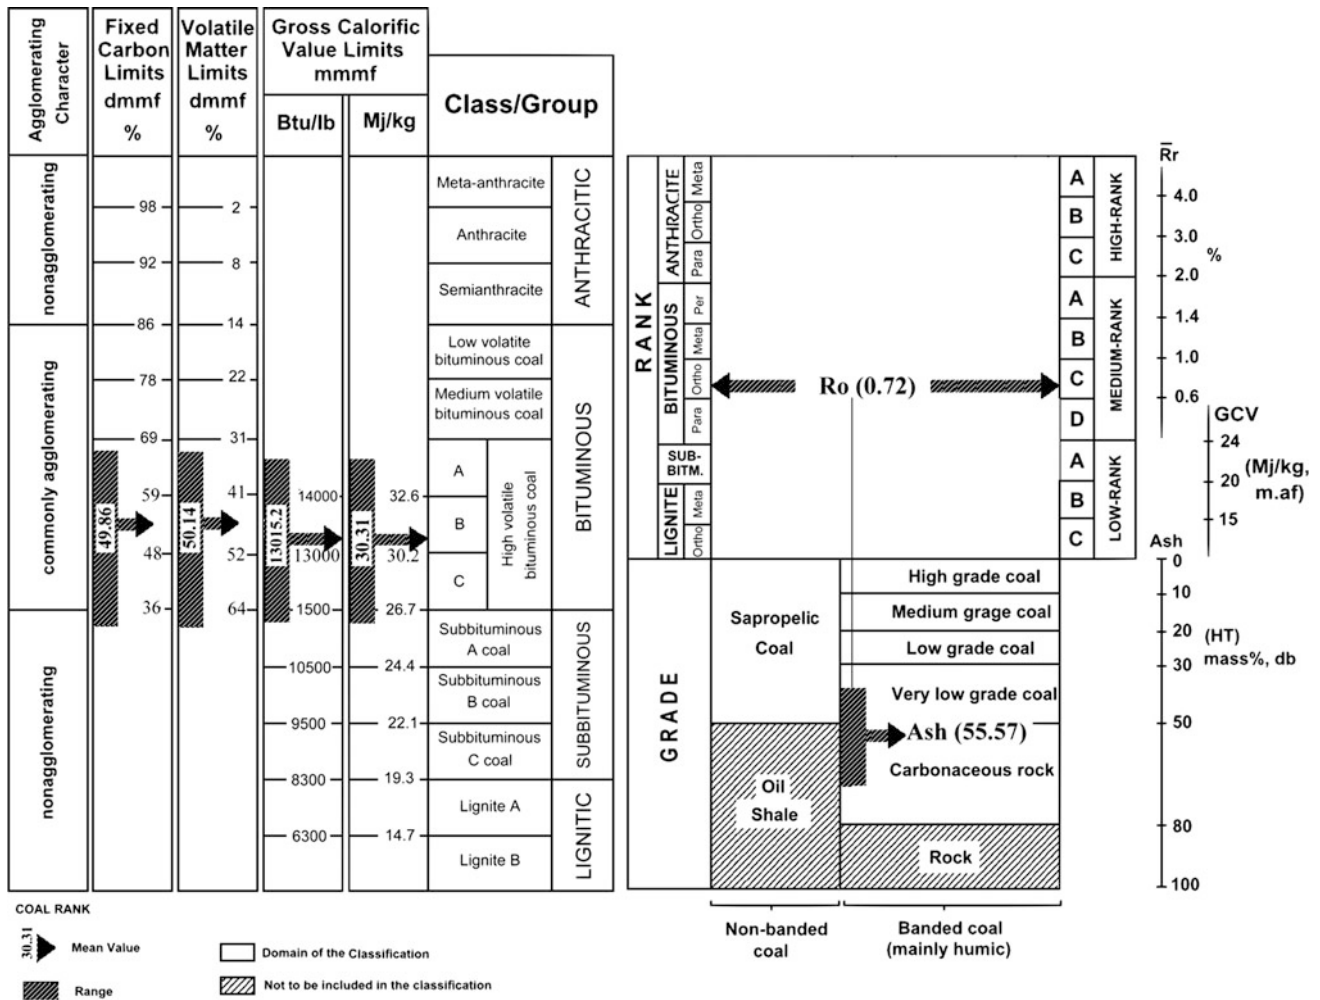 Agglomerating
Character
Fixed
Carbon
Limits
dmmf
%
Volatile
Matter
Limits
dmmf
%
Gross Calorific
Value Limits
mmmf
Btu/lb
Mj/kg
Class/Group
nonagglomerating
commonly agglomerating
nonagglomerating
98
92
86
78
69
59
48
36
49.86
2
8
14
22
31
41
52
64
50.14
14000
13000
1500
10500
9500
8300
6300
13015.2
32.6
30.2
26.7
24.4
22.1
19.3
14.7
30.31
Meta-anthracite
Anthracite
Semianthracite
ANTHRACITIC
Low volatite
bituminous coal
Medium volatile
bituminous coal
A
B
C
High volatile
bituminous coal
BITUMINOUS
Subbituminous
A coal
Subbituminous
B coal
Subbituminous
C coal
SUBBITUMINOUS
Lignite A
Lignite B
LIGNITIC
COAL RANK
30.31
Mean Value
Range
Domain of the Classification
Not to be included in the classification
RANK
ANTHRACITE
Meta
Ortho
Para
BITUMINOUS
Per
Meta
Ortho
Para
SUB-
BITM.
LIGNITE
Meta
Ortho
Ro (0.72)
A
B
C
HIGH-RANK
A
B
C
D
MEDIUM-RANK
A
B
C
LOW-RANK
Rr
4.0
3.0
%
2.0
1.4
1.0
0.6
GCV
24
20
15
(Mj/kg,
m.af)
GRADE
Sapropelic
Coal
Oil
Shale
High grade coal
Medium grage coal
Low grade coal
Very low grade coal
Ash (55.57)
Carbonaceous rock
Rock
Ash
0
10
20
30
50
80
100
(HT)
mass%, db
Non-banded
coal
Banded coal
(mainly humic)